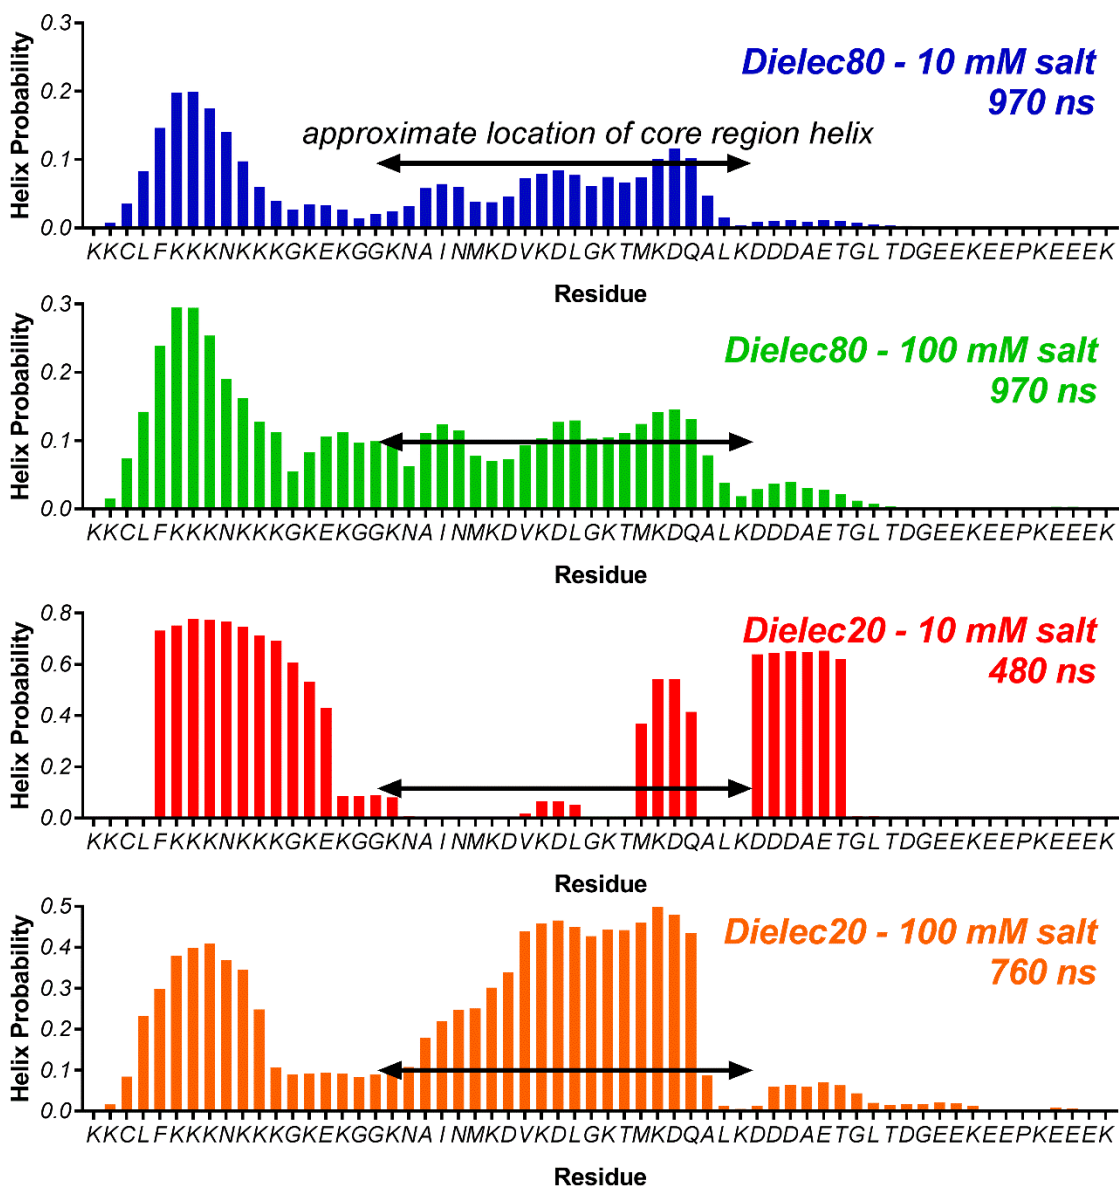 0.3
Helix Probability
Dielec80 - 10 mM salt
970 ns
0.2
approximate location of core region helix
0.1
0.0
KKCLFKKKNKKKGKEKGGKNAINMKDVKDLGKTMKDQALKDDDAETGLTDGEEKEEPKEEEK
Residue
0.3
Helix Probability
Dielec80 - 100 mM salt
970 ns
0.2
0.1
0.0
KKCLFKKKNKKKGKEKGGKNAINMKDVKDLGKTMKDQALKDDDAETGLTDGEEKEEPKEEEK
Residue
0.8
Helix Probability
Dielec20 - 10 mM salt
480 ns
0.6
0.4
0.2
0.0
KKCLFKKKNKKKGKEKGGKNAINMKDVKDLGKTMKDQALKDDDAETGLTDGEEKEEPKEEEK
Residue
0.5
Helix Probability
Dielec20 - 100 mM salt
760 ns
0.4
0.3
0.2
0.1
0.0
KKCLFKKKNKKKGKEKGGKNAINMKDVKDLGKTMKDQALKDDDAETGLTDGEEKEEPKEEEK
Residue